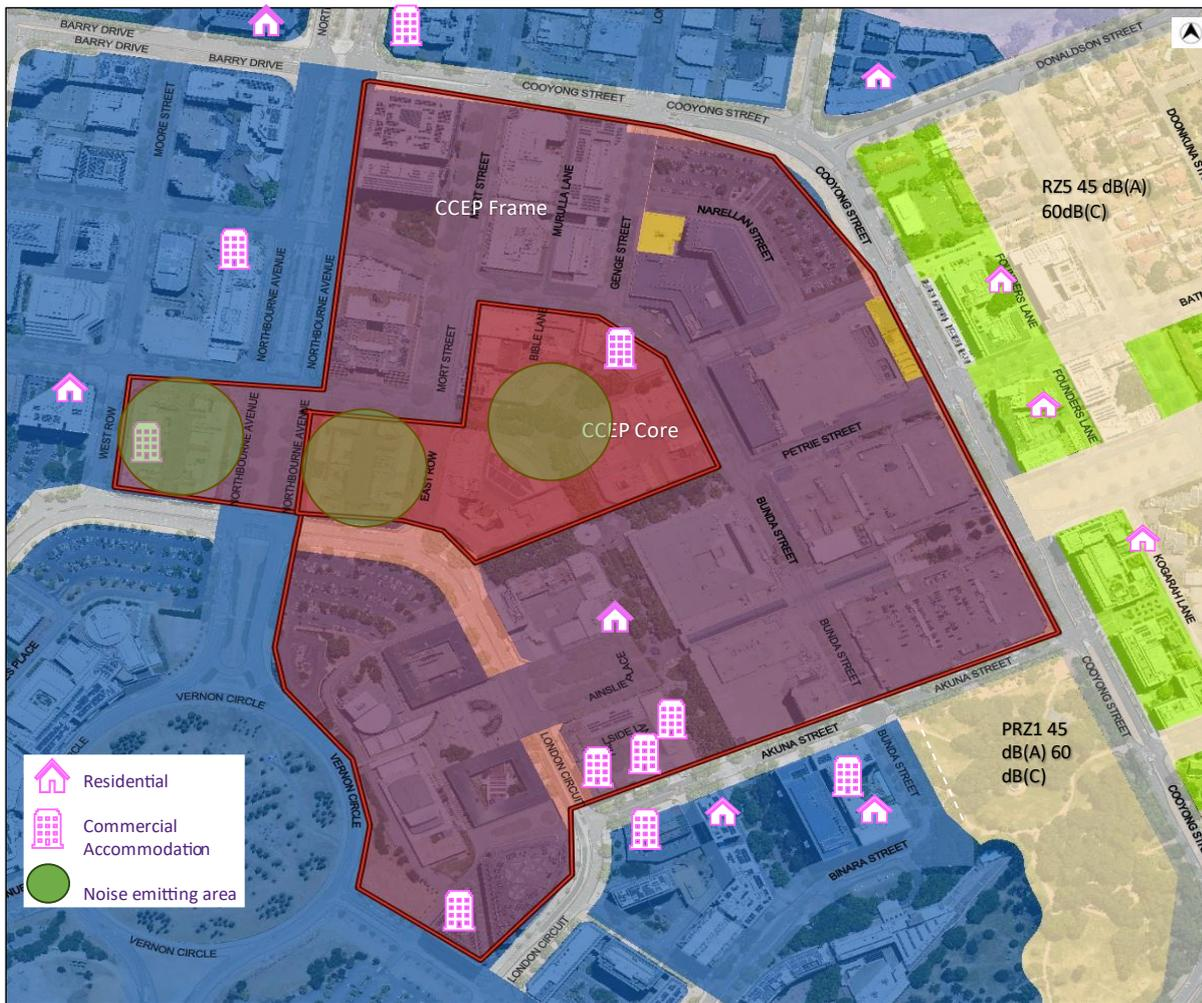 BARRY DRIVE
BARRY DRIVE
BARRY DRIVE
COOYONG STREET
COOYONG STREET
DONALDSON STREET
MOORE STREET
MURULLA LANE
COOYONG STREET
RZ5 45 dB(A)
60dB(C)
CCEP Frame
NARELLAN STREET
GENGE STREET
NORTHBOURNE AVENUE
NORTHBOURNE AVENUE
FOUNDERS LANE
BIBLE LANE
MORT STREET
FOUNDERS LANE
WEST ROW
NORTHBOURNE AVENUE
NORTHBOURNE AVENUE
CCEP Core
PETRIE STREET
EAST ROW
BUNDA STREET
KOGARAH LANE
BUNDA STREET
AINSLIE PLACE
AKUNA STREET
COOYONG STREET
VERNON CIRCLE
VERNON CIRCLE
AKUNA STREET
BUNDA STREET
PRZ1 45
dB(A) 60
dB(C)
BINARA STREET
LONDON CIRCUIT
VERNON CIRCLE
Residential
Commercial
Accommodation
Noise emitting area